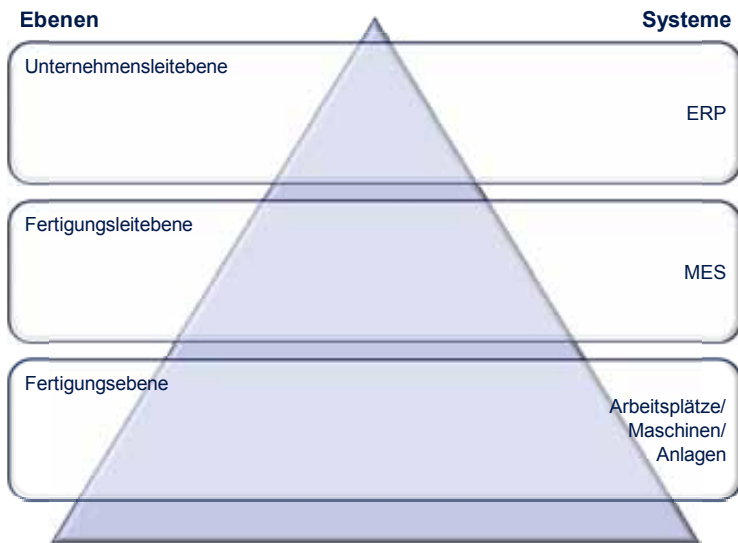 Ebenen
Systeme
Unternehmensleitebene
ERP
Fertigungsleitebene
MES
Fertigungsebene
Arbeitsplätze/
Maschinen/
Anlagen